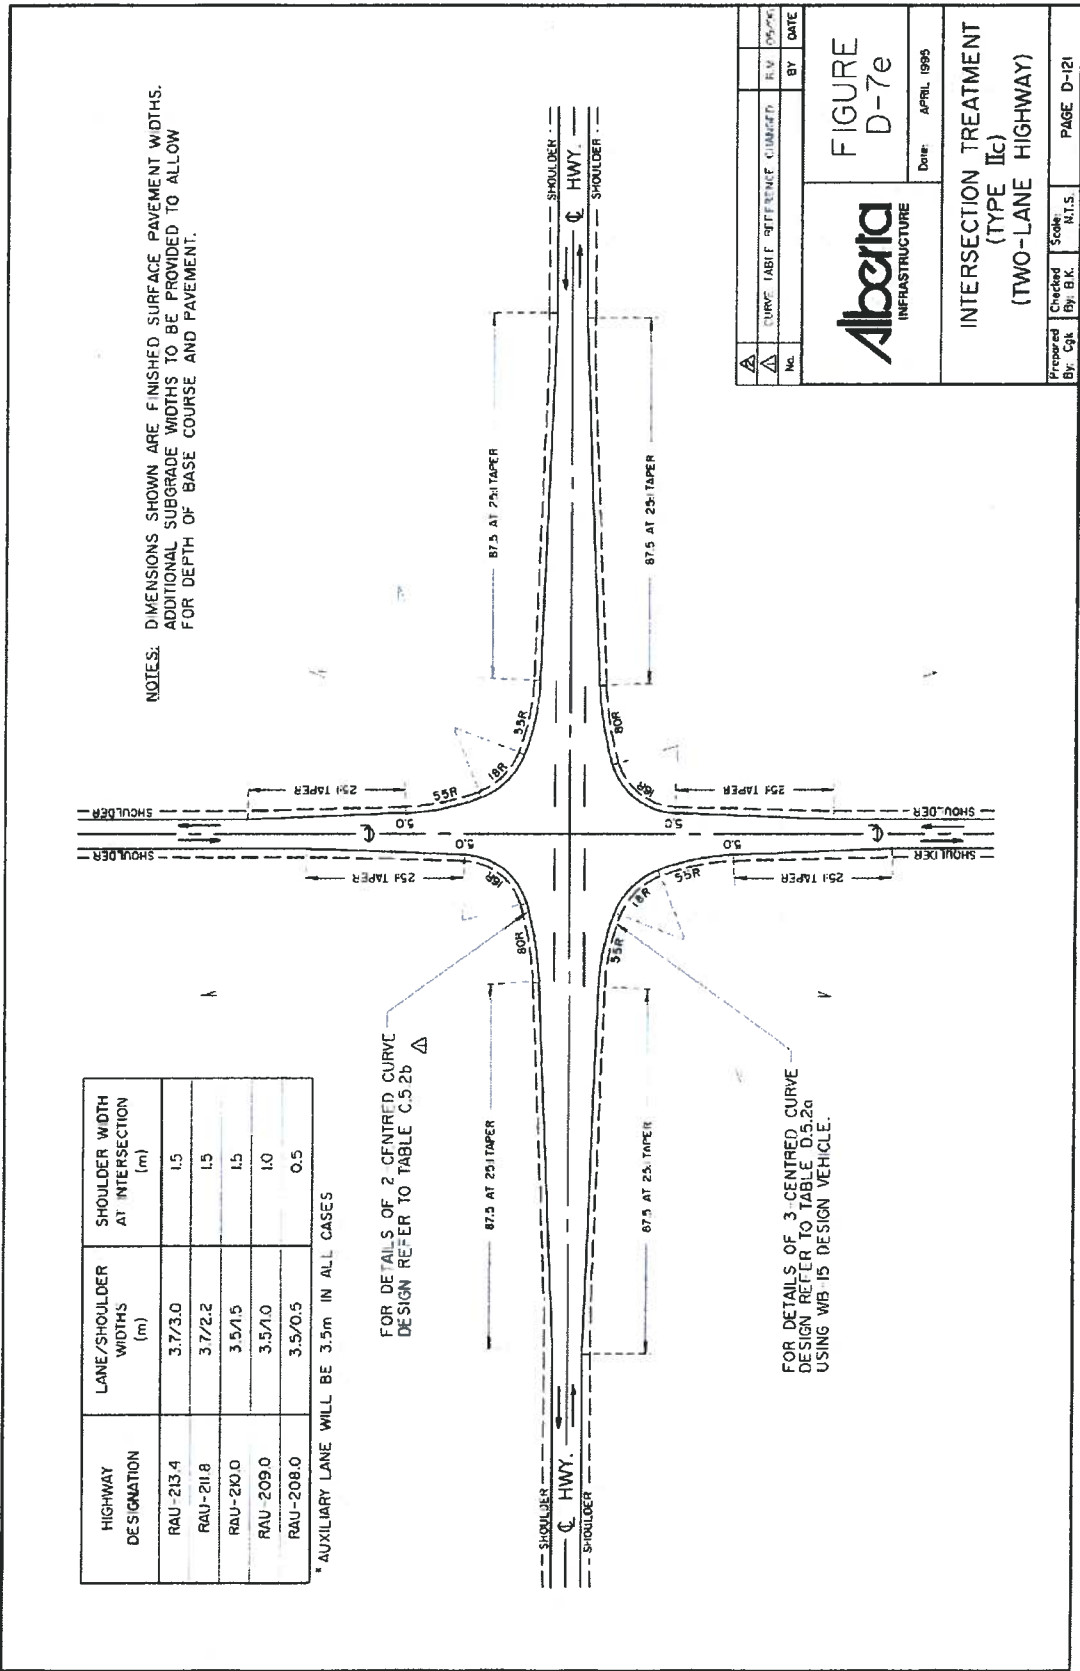 NOTES: DIMENSIONS SHOWN ARE FINISHED SURFACE PAVEMENT WIDTHS.
ADDITIONAL SUBGRADE WIDTHS TO BE PROVIDED TO ALLOW
FOR DEPTH OF BASE COURSE AND PAVEMENT.
HIGHWAY DESIGNATION LANE/SHOULDER WIDTHS (m) SHOULDER WIDTH AT INTERSECTION (m)
RAU-213.4 3.7/3.0 1.5
RAU-211.8 3.7/2.2 1.5
RAU-210.0 3.5/1.5 1.5
RAU-209.0 3.5/1.0 1.0
RAU-208.0 3.5/0.5 0.5
* AUXILIARY LANE WILL BE 3.5m IN ALL CASES
FOR DETAILS OF 2 CENTRED CURVE
DESIGN REFER TO TABLE C.5.2b 1
FOR DETAILS OF 3-CENTRED CURVE
DESIGN REFER TO TABLE D.5.2a
USING WB 15 DESIGN VEHICLE.
SHOULDER
SHOULDER
25:1 TAPER
25:1 TAPER
5.0
5.0
16R
80R
55R
18R
55R
87.5 AT 25:1 TAPER
87.5 AT 25:1 TAPER
SHOULDER
℄ HWY.
SHOULDER
SHOULDER
℄ HWY.
SHOULDER
87.5 AT 25:1 TAPER
87.5 AT 25:1 TAPER
55R
18R
55R
80R
16R
5.0
25:1 TAPER
25:1 TAPER
SHOULDER
SHOULDER
℄
℄
2
1 CURVE TABLE REFERENCE CHANGED
No. BY DATE
Alberta
INFRASTRUCTURE
FIGURE
D-7e
Date: APRIL 1995
INTERSECTION TREATMENT
(TYPE IIc)
(TWO-LANE HIGHWAY)
Prepared By: Cgk
Checked By: B.K.
Scale: N.T.S.
PAGE D-121